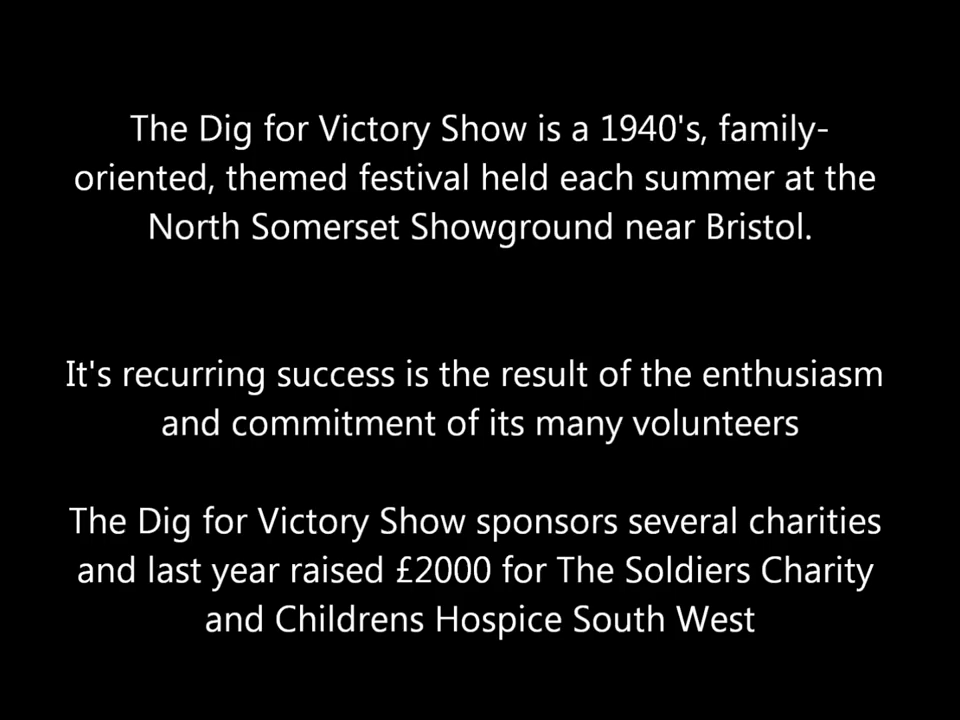 The Dig for Victory Show is a 1940's, family-
oriented, themed festival held each summer at the
North Somerset Showground near Bristol.
It's recurring success is the result of the enthusiasm
and commitment of its many volunteers
The Dig for Victory Show sponsors several charities
and last year raised £2000 for The Soldiers Charity
and Childrens Hospice South West